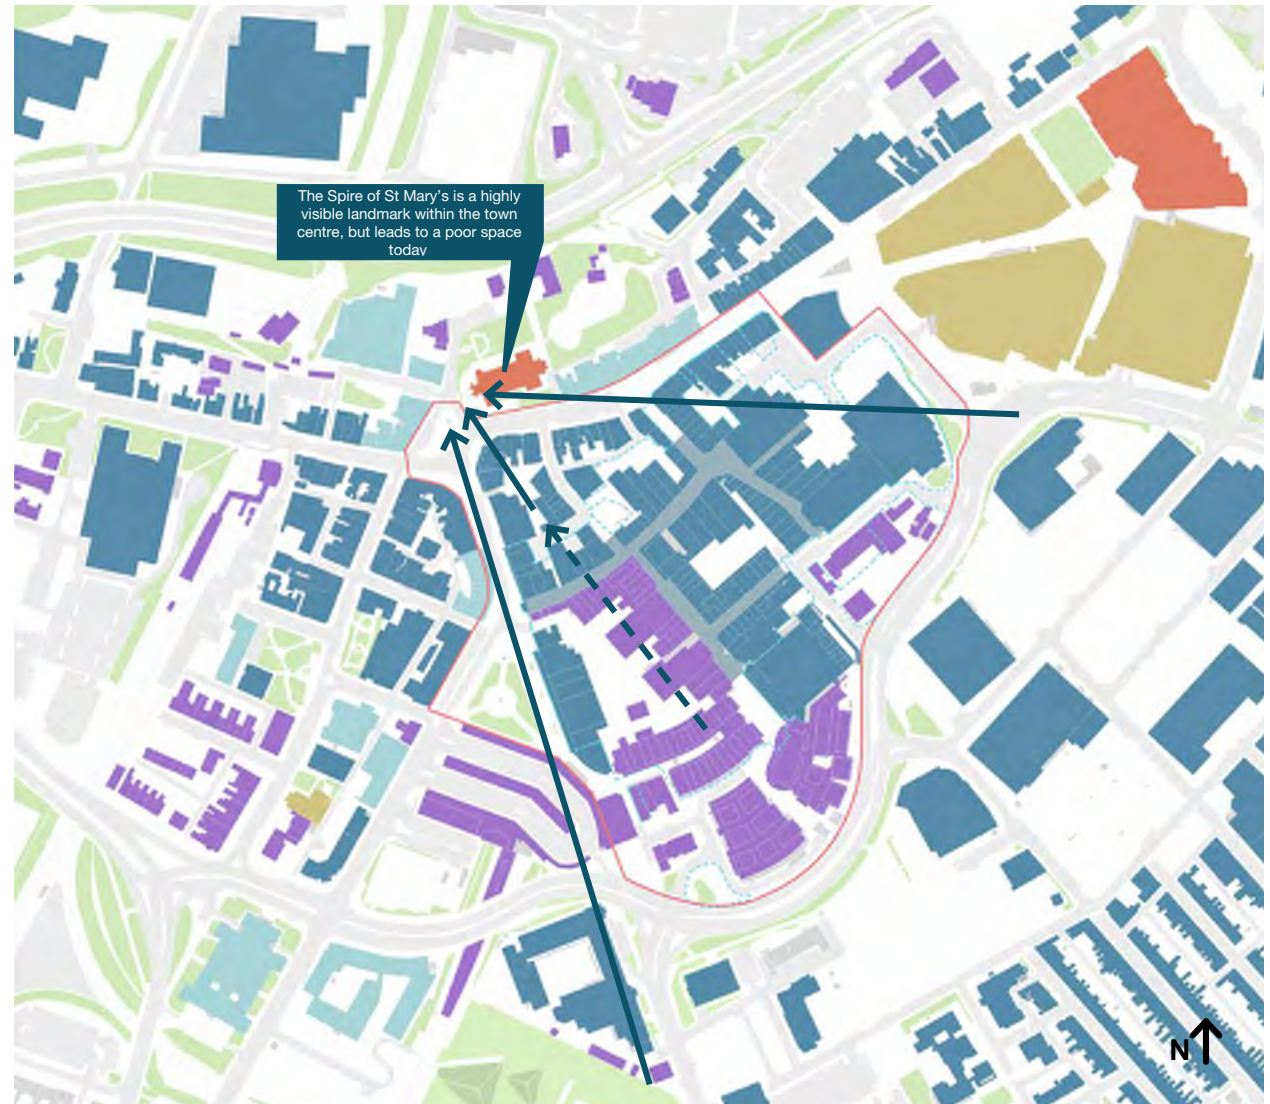 The Spire of St Mary's is a highly
visible landmark within the town
centre, but leads to a poor space
today
N